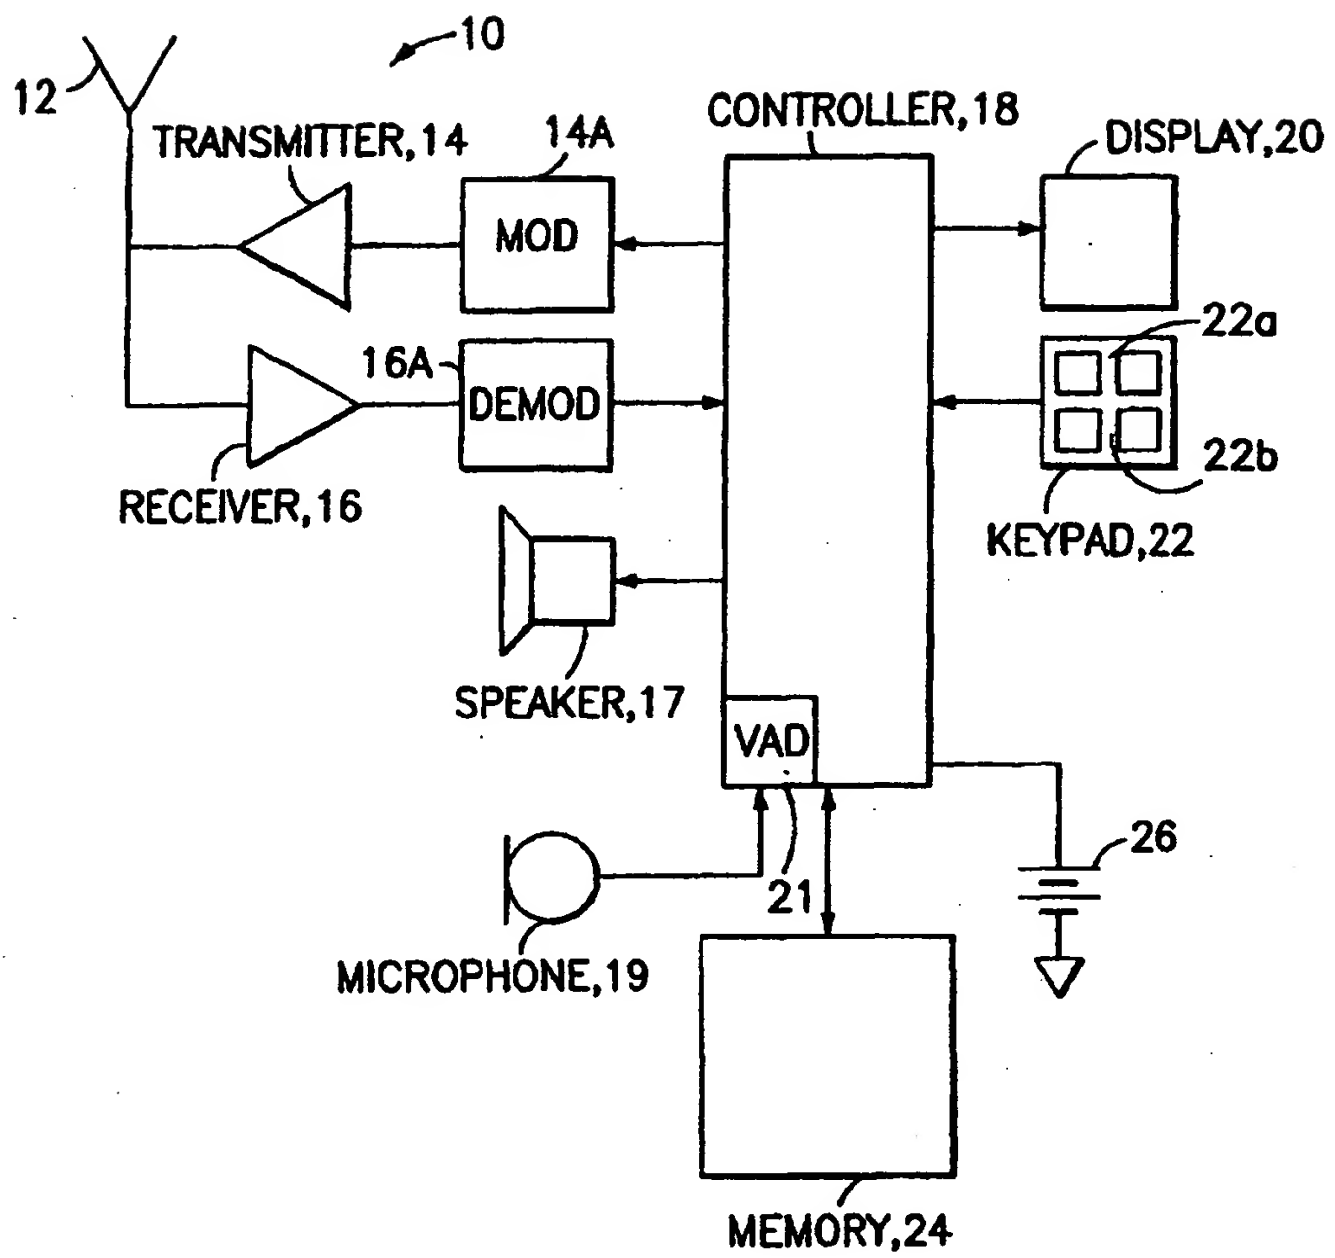 10
12
CONTROLLER,18
TRANSMITTER,14
14A
DISPLAY,20
MOD
22a
16A
DEMOD
22b
RECEIVER,16
KEYPAD,22
SPEAKER,17
VAD
26
21
MICROPHONE,19
MEMORY,24